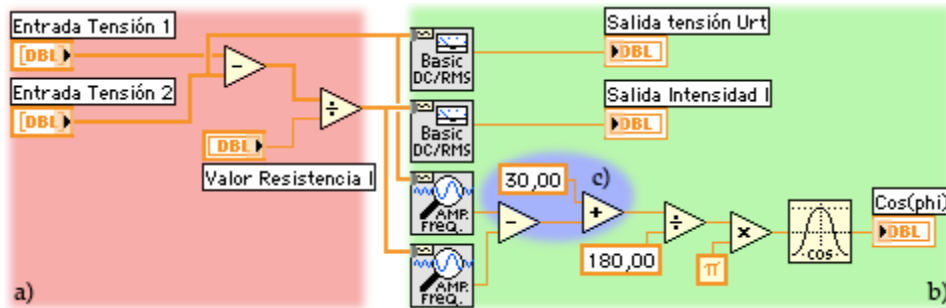 Entrada Tensión 1
[DBL]
Entrada Tensión 2
[DBL]
DBL
Valor Resistencia I
a)
Basic
DC/RMS
Basic
DC/RMS
AMP.
FREQ.
AMP.
FREQ.
Salida tensión Urt
DBL
Salida Intensidad I
DBL
30,00
c)
180,00
π
COS
Cos(phi)
DBL
b)